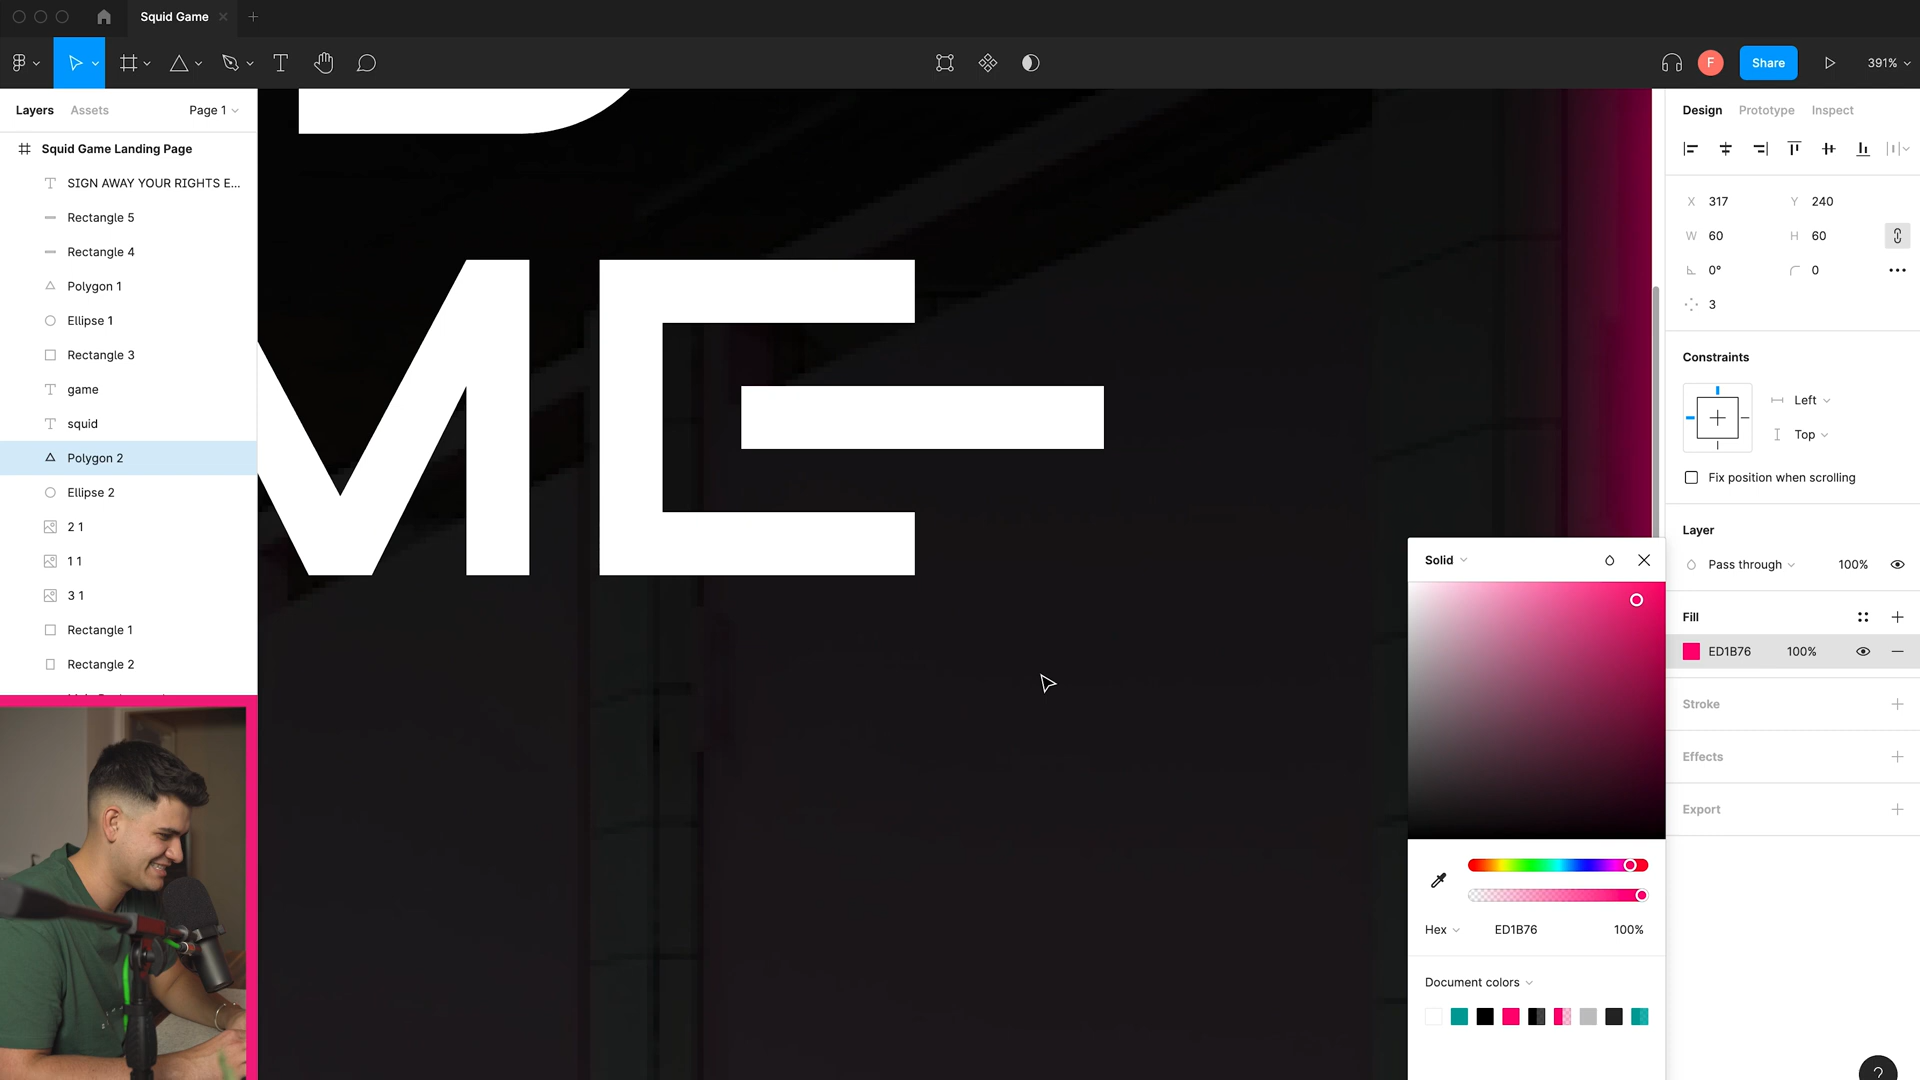 Squid Game
Share
391%
Layers
Assets
Page 1
Squid Game Landing Page
SIGN AWAY YOUR RIGHTS E...
Rectangle 5
Rectangle 4
Polygon 1
Ellipse 1
Rectangle 3
game
squid
Polygon 2
Ellipse 2
2 1
1 1
3 1
Rectangle 1
Rectangle 2
ME
F
Design
Prototype
Inspect
X 317
Y 240
W 60
H 60
0°
0
3
Constraints
Left
Top
Fix position when scrolling
Layer
Pass through
100%
Fill
ED1B76
100%
Stroke
Effects
Export
Solid
Hex
ED1B76
100%
Document colors
?